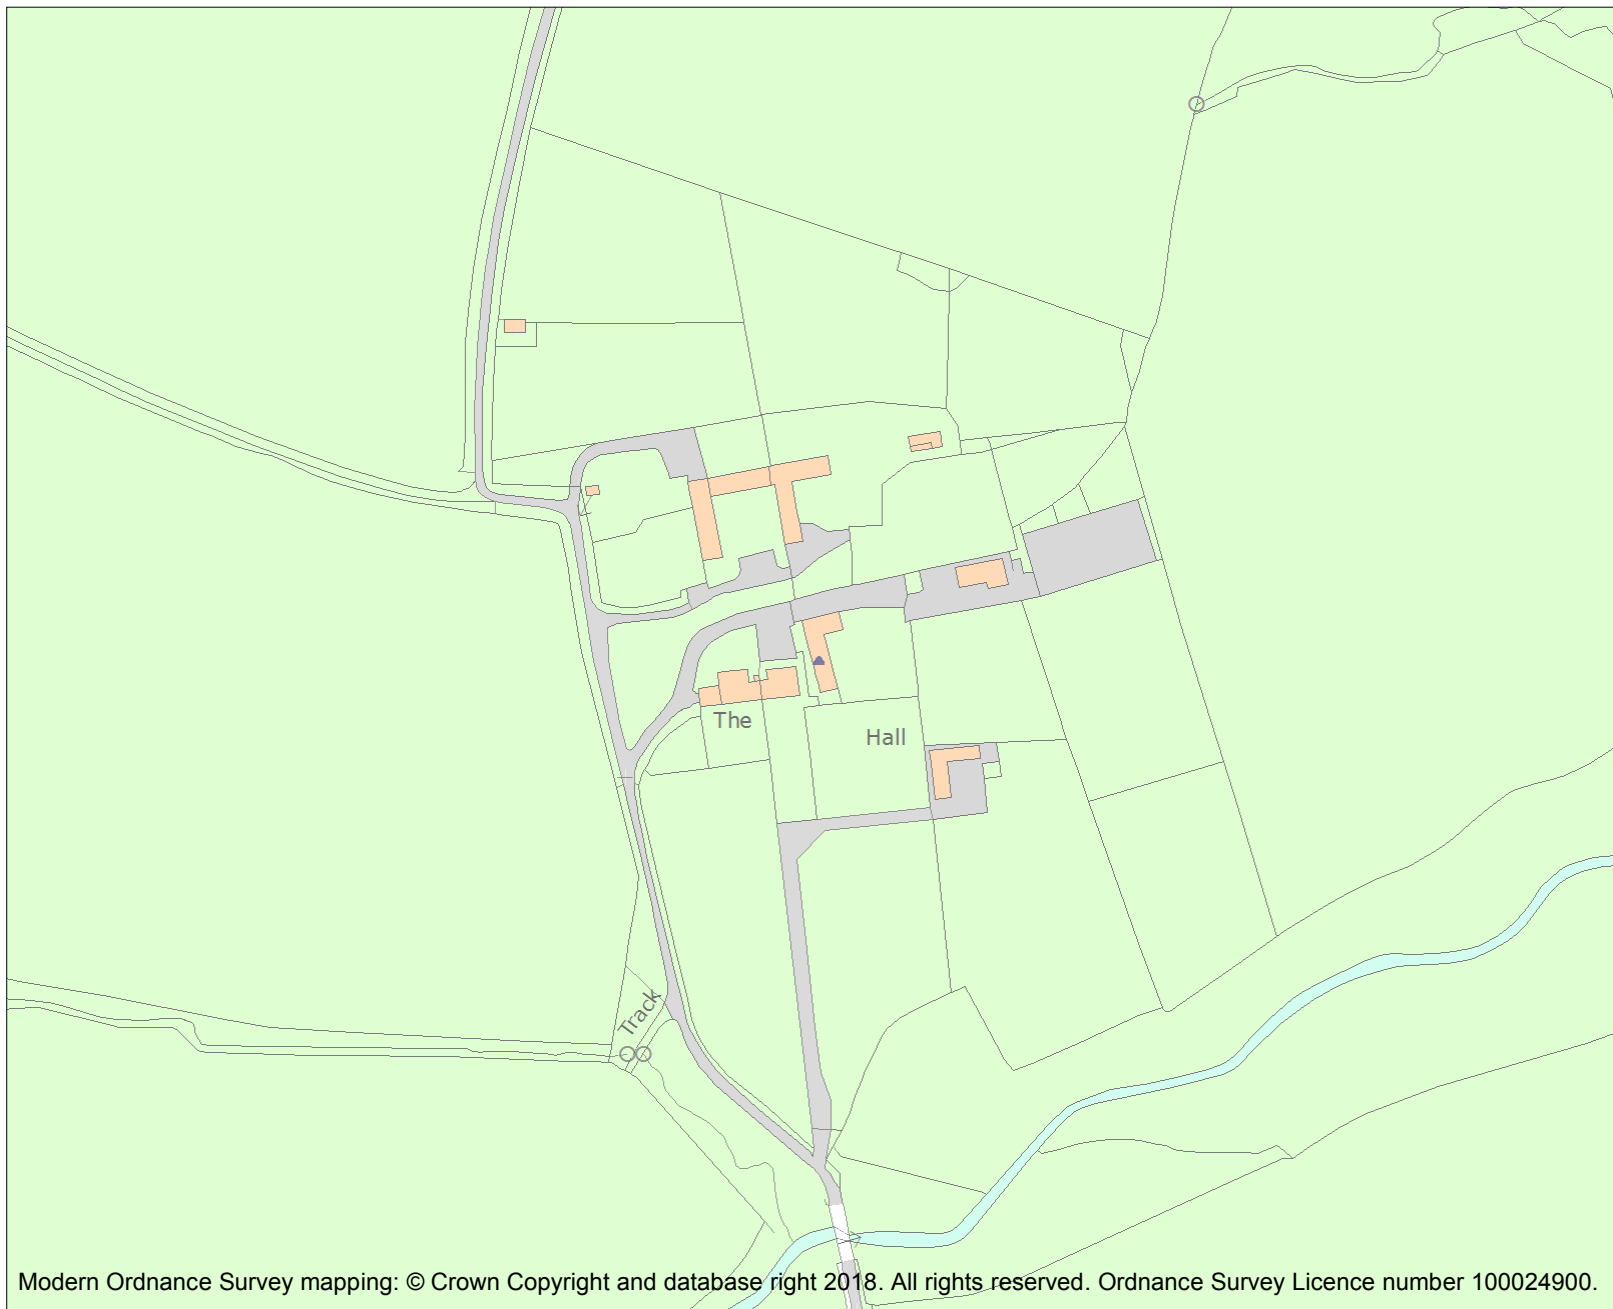 The
Hall
Track
Modern Ordnance Survey mapping: © Crown Copyright and database right 2018. All rights reserved. Ordnance Survey Licence number 100024900.